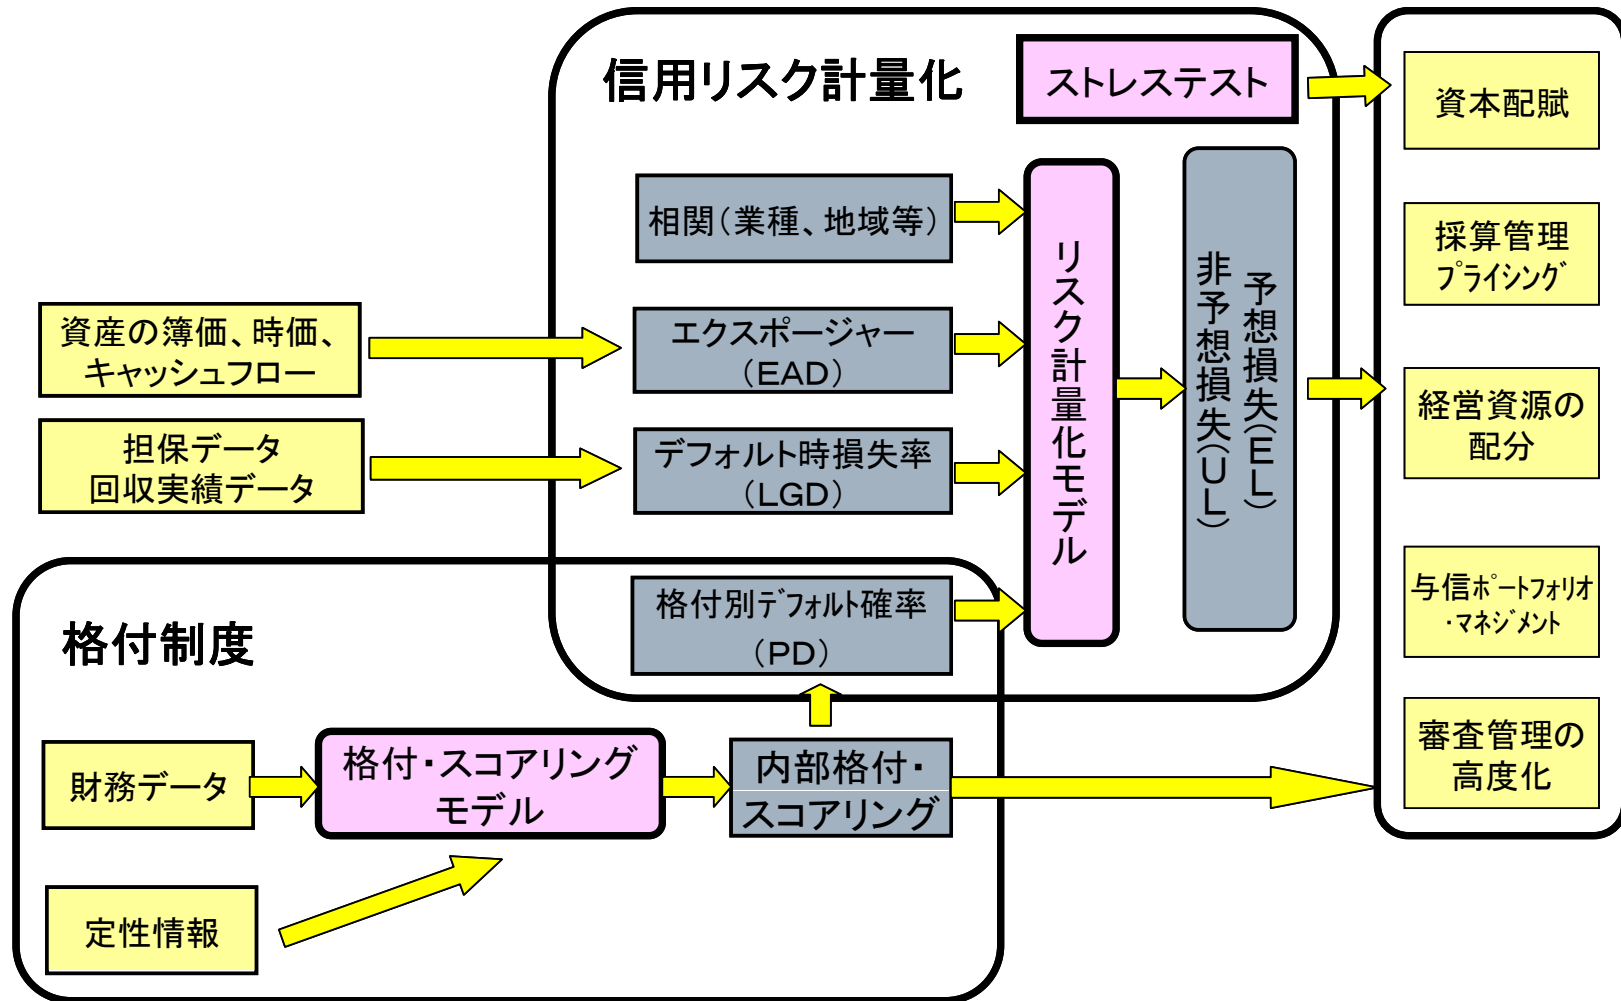 信用リスク計量化
ストレステスト
相関（業種、地域等）
エクスポージャー
（ＥＡＤ）
デフォルト時損失率
（ＬＧＤ）
格付別ﾃﾞﾌｫﾙﾄ確率
（ＰＤ）
リスク計量化モデル
予想損失（ＥＬ）
非予想損失（ＵＬ）
資産の簿価、時価、
キャッシュフロー
担保データ
回収実績データ
格付制度
財務データ
定性情報
格付・スコアリング
モデル
内部格付・
スコアリング
資本配賦
採算管理
ﾌﾟﾗｲｼﾝｸﾞ
経営資源の
配分
与信ﾎﾟｰﾄﾌｫﾘｵ
・ﾏﾈｼﾞﾒﾝﾄ
審査管理の
高度化